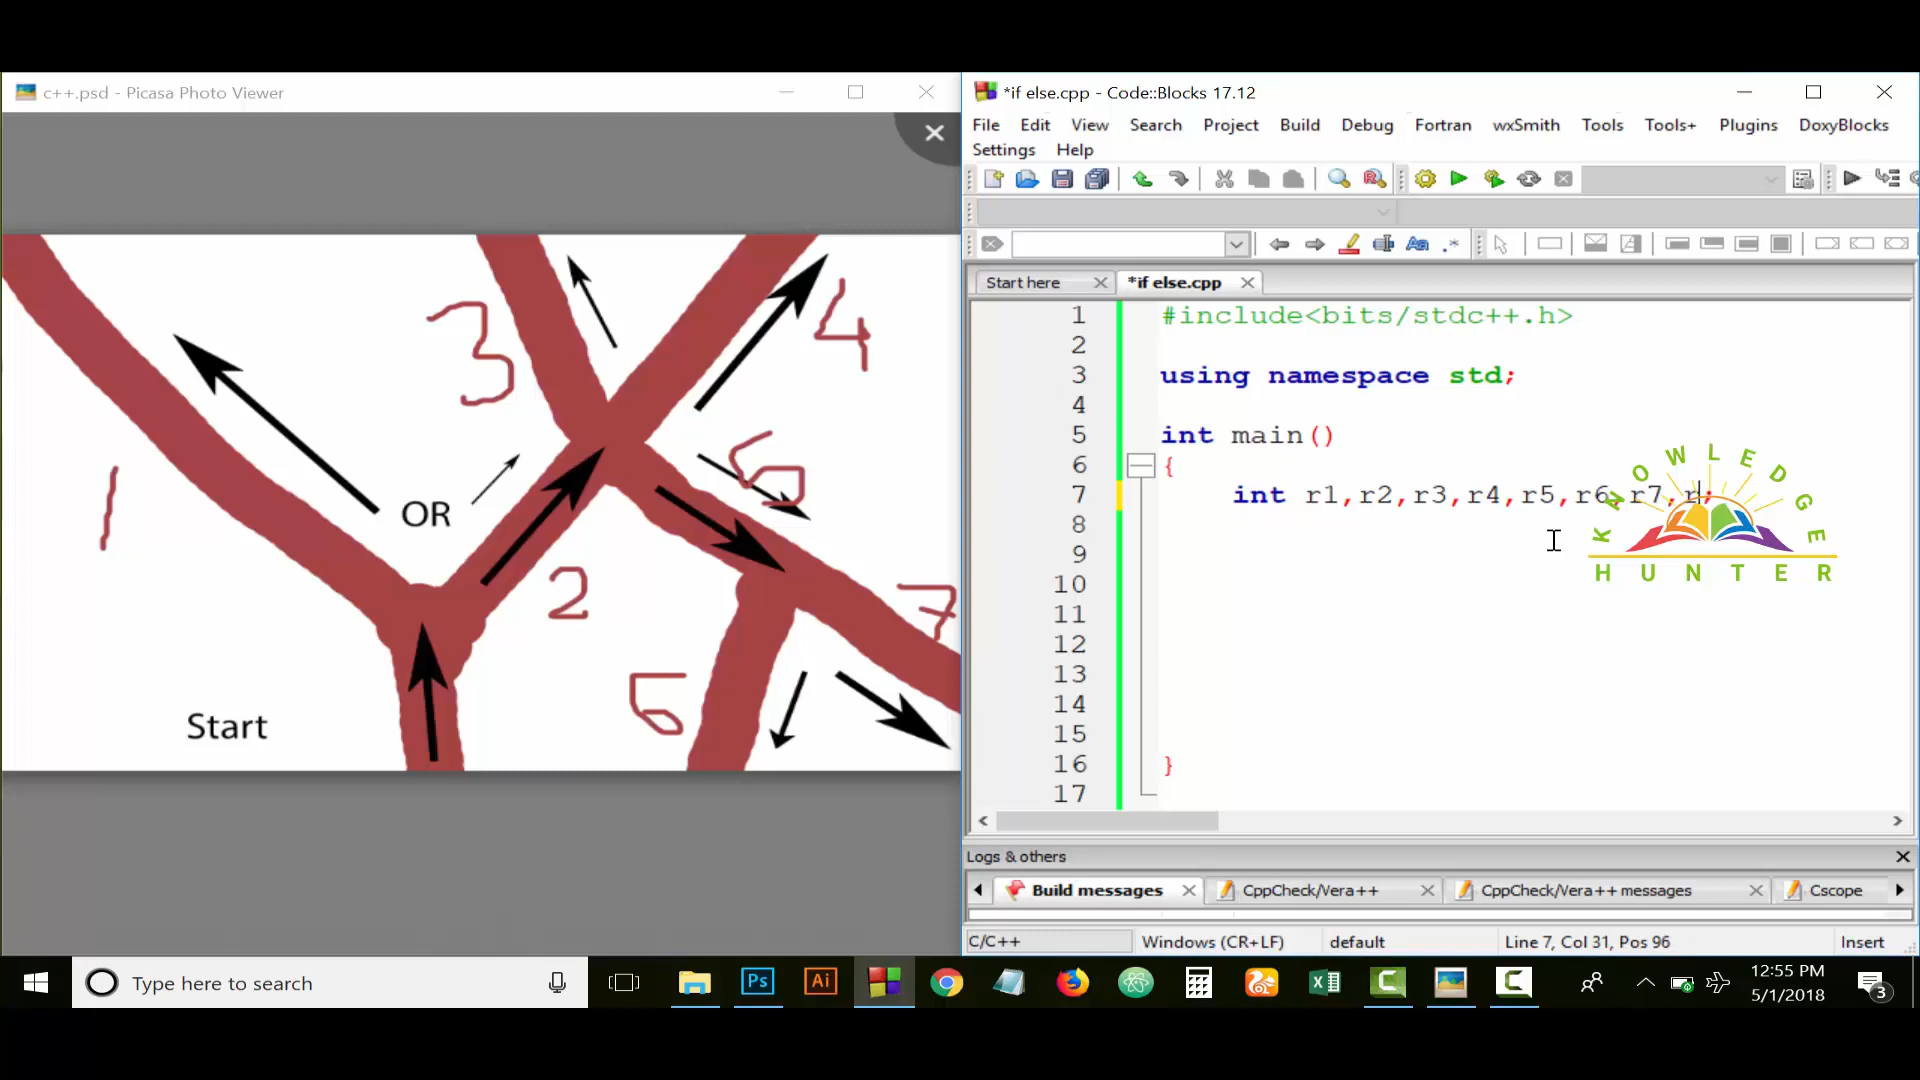 c++.psd - Picasa Photo Viewer
3
4
5
1
OR
2
7
6
Start
*if else.cpp - Code::Blocks 17.12
File Edit View Search Project Build Debug Fortran wxSmith Tools Tools+ Plugins DoxyBlocks
Settings Help
Start here
*if else.cpp
1 #include<bits/stdc++.h>
2
3 using namespace std;
4
5 int main()
6 {
7 int r1,r2,r3,r4,r5,r6,r7,r;
8
9
10
11
12
13
14
15
16 }
17
KNOWLEDGE
HUNTER
Logs & others
Build messages CppCheck/Vera++ CppCheck/Vera++ messages Cscope
C/C++ Windows (CR+LF) default Line 7, Col 31, Pos 96 Insert
Type here to search
Ps
Ai
12:55 PM
5/1/2018
3